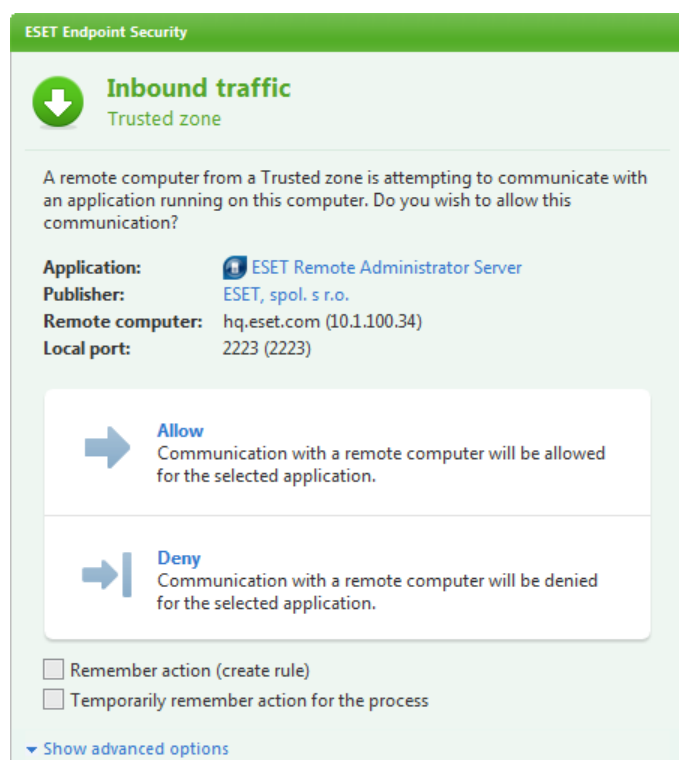 ESET Endpoint Security
Inbound traffic
Trusted zone
A remote computer from a Trusted zone is attempting to communicate with
an application running on this computer. Do you wish to allow this
communication?
Application: ESET Remote Administrator Server
Publisher: ESET, spol. s r.o.
Remote computer: hq.eset.com (10.1.100.34)
Local port: 2223 (2223)
Allow
Communication with a remote computer will be allowed
for the selected application.
Deny
Communication with a remote computer will be denied
for the selected application.
Remember action (create rule)
Temporarily remember action for the process
Show advanced options